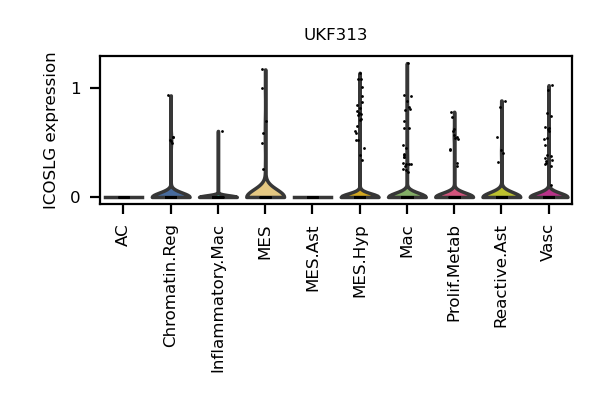 UKF313
ICOSLG expression
1
0
AC
Chromatin.Reg
Inflammatory.Mac
MES
MES.Ast
MES.Hyp
Mac
Prolif.Metab
Reactive.Ast
Vasc